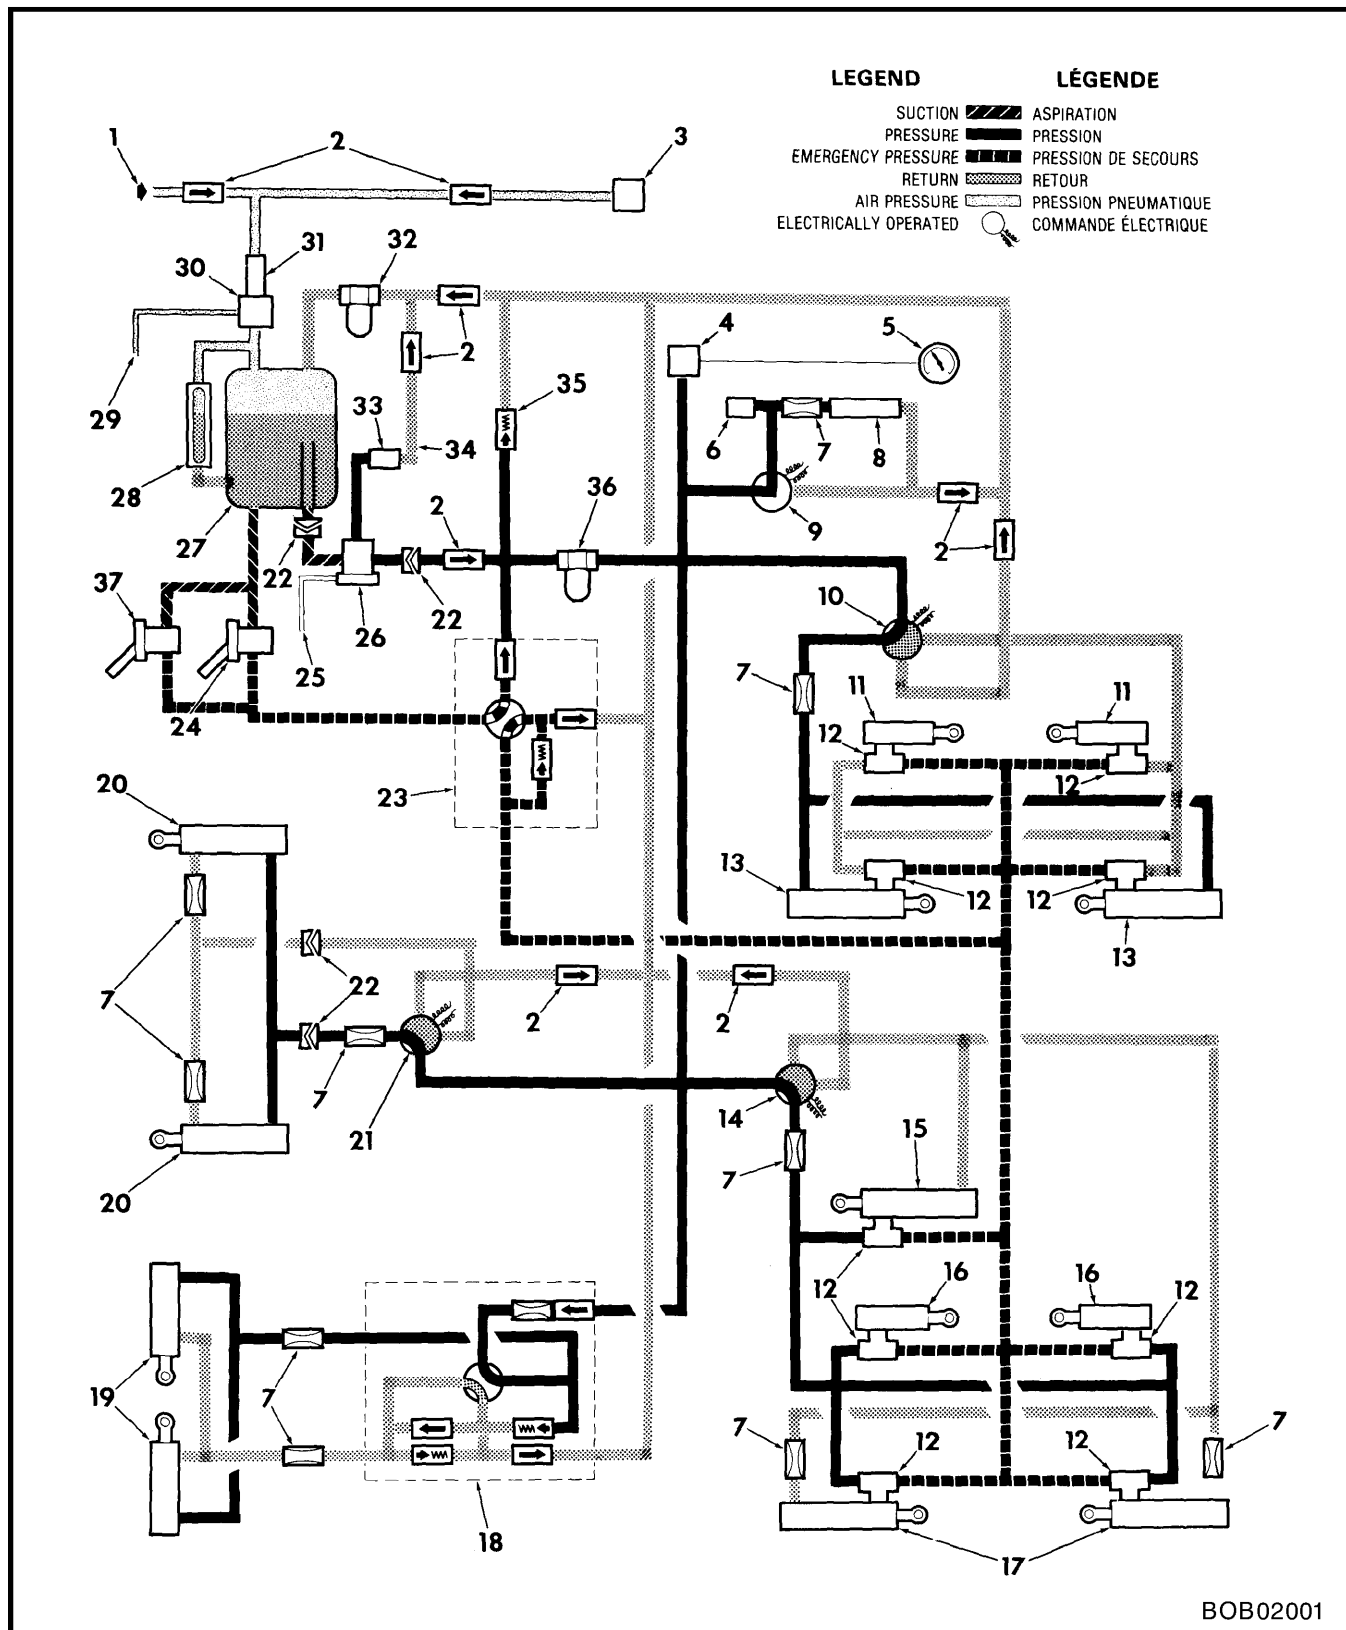 LEGEND LÉGENDE
SUCTION ASPIRATION
PRESSURE PRESSION
EMERGENCY PRESSURE PRESSION DE SECOURS
RETURN RETOUR
AIR PRESSURE PRESSION PNEUMATIQUE
ELECTRICALLY OPERATED COMMANDE ÉLECTRIQUE
1 2 3
30 31 32
2 4 5
29 33 35
28 34 6 7 8
27 22 2 36 9 2
37 26 22 10
25 7 11 11
24 12 12
20 23
13 12 12
13
7 22 2 2
7 21 14
20 7 15
12 16 16 12
19 7
7 12 12 7
18 17
BOB02001